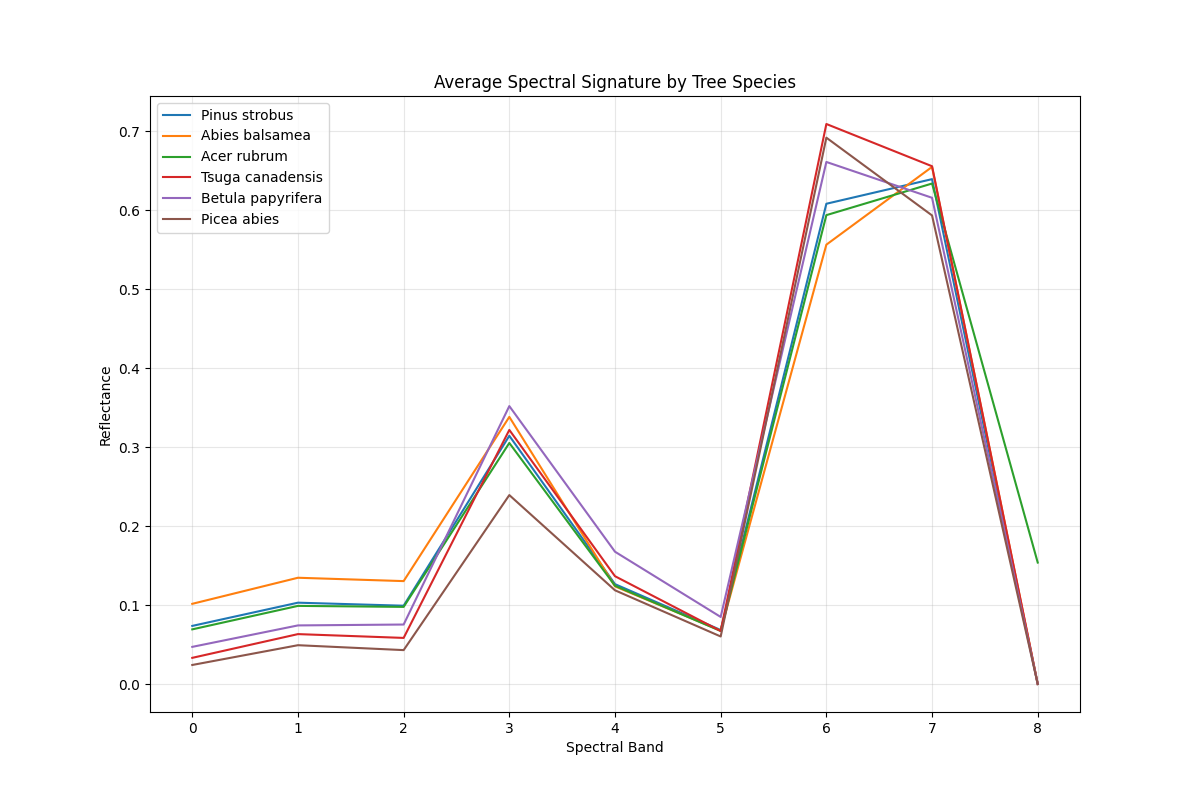 Average Spectral Signature by Tree Species
Pinus strobus
Abies balsamea
Acer rubrum
Tsuga canadensis
Betula papyrifera
Picea abies
0.7
0.6
0.5
0.4
0.3
0.2
0.1
0.0
Reflectance
0 1 2 3 4 5 6 7 8
Spectral Band